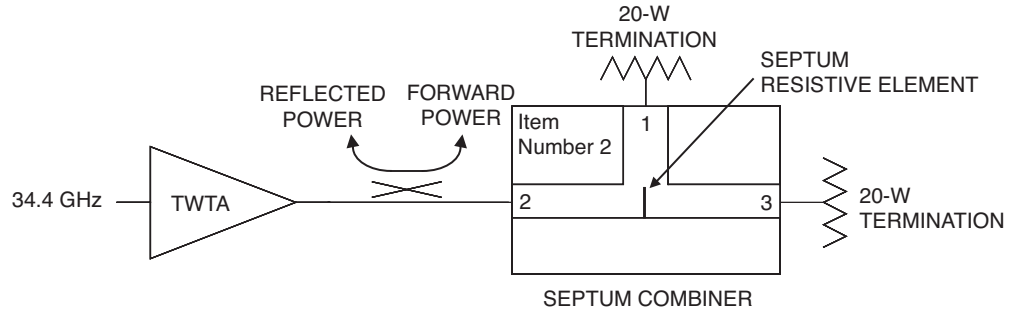 20-W
TERMINATION
SEPTUM
RESISTIVE ELEMENT
REFLECTED
POWER
FORWARD
POWER
Item
Number 2
1
34.4 GHz
TWTA
2
3
20-W
TERMINATION
SEPTUM COMBINER